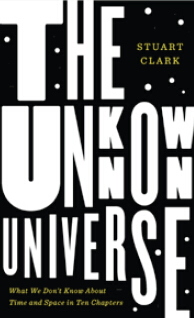 THE
STUART
CLARK
UNKNOWN
UNIVERSE
What We Don't Know About
Time and Space in Ten Chapters